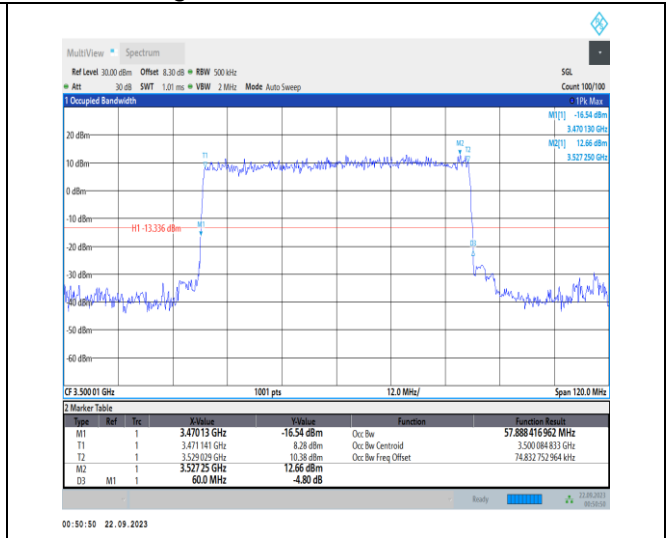 MultiView Spectrum
Ref Level 30.00 dBm Offset 8.30 dB RBW 500 kHz SGL
Att 30 dB SWT 1.01 ms VBW 2 MHz Mode Auto Sweep Count 100/100
1 Occupied Bandwidth 1Pk Max
M1[1] -16.54 dBm
3.470 130 GHz
M2[1] 12.66 dBm
3.527 250 GHz
20 dBm
M2
T2
T1
10 dBm
0 dBm
-10 dBm
M1
H1 -13.336 dBm
-20 dBm
D3
-30 dBm
-40 dBm
-50 dBm
-60 dBm
CF 3.500 01 GHz 1001 pts 12.0 MHz/ Span 120.0 MHz
2 Marker Table
Type Ref Trc X-Value Y-Value Function Function Result
M1 1 3.470 13 GHz -16.54 dBm Occ Bw 57.888 416 962 MHz
T1 1 3.471 141 GHz 8.28 dBm Occ Bw Centroid 3.500 084 833 GHz
T2 1 3.529 029 GHz 10.38 dBm Occ Bw Freq Offset 74.832 752 964 kHz
M2 1 3.527 25 GHz 12.66 dBm
D3 M1 1 60.0 MHz -4.80 dB
Ready 22.09.2023
00:50:50
00:50:50 22.09.2023